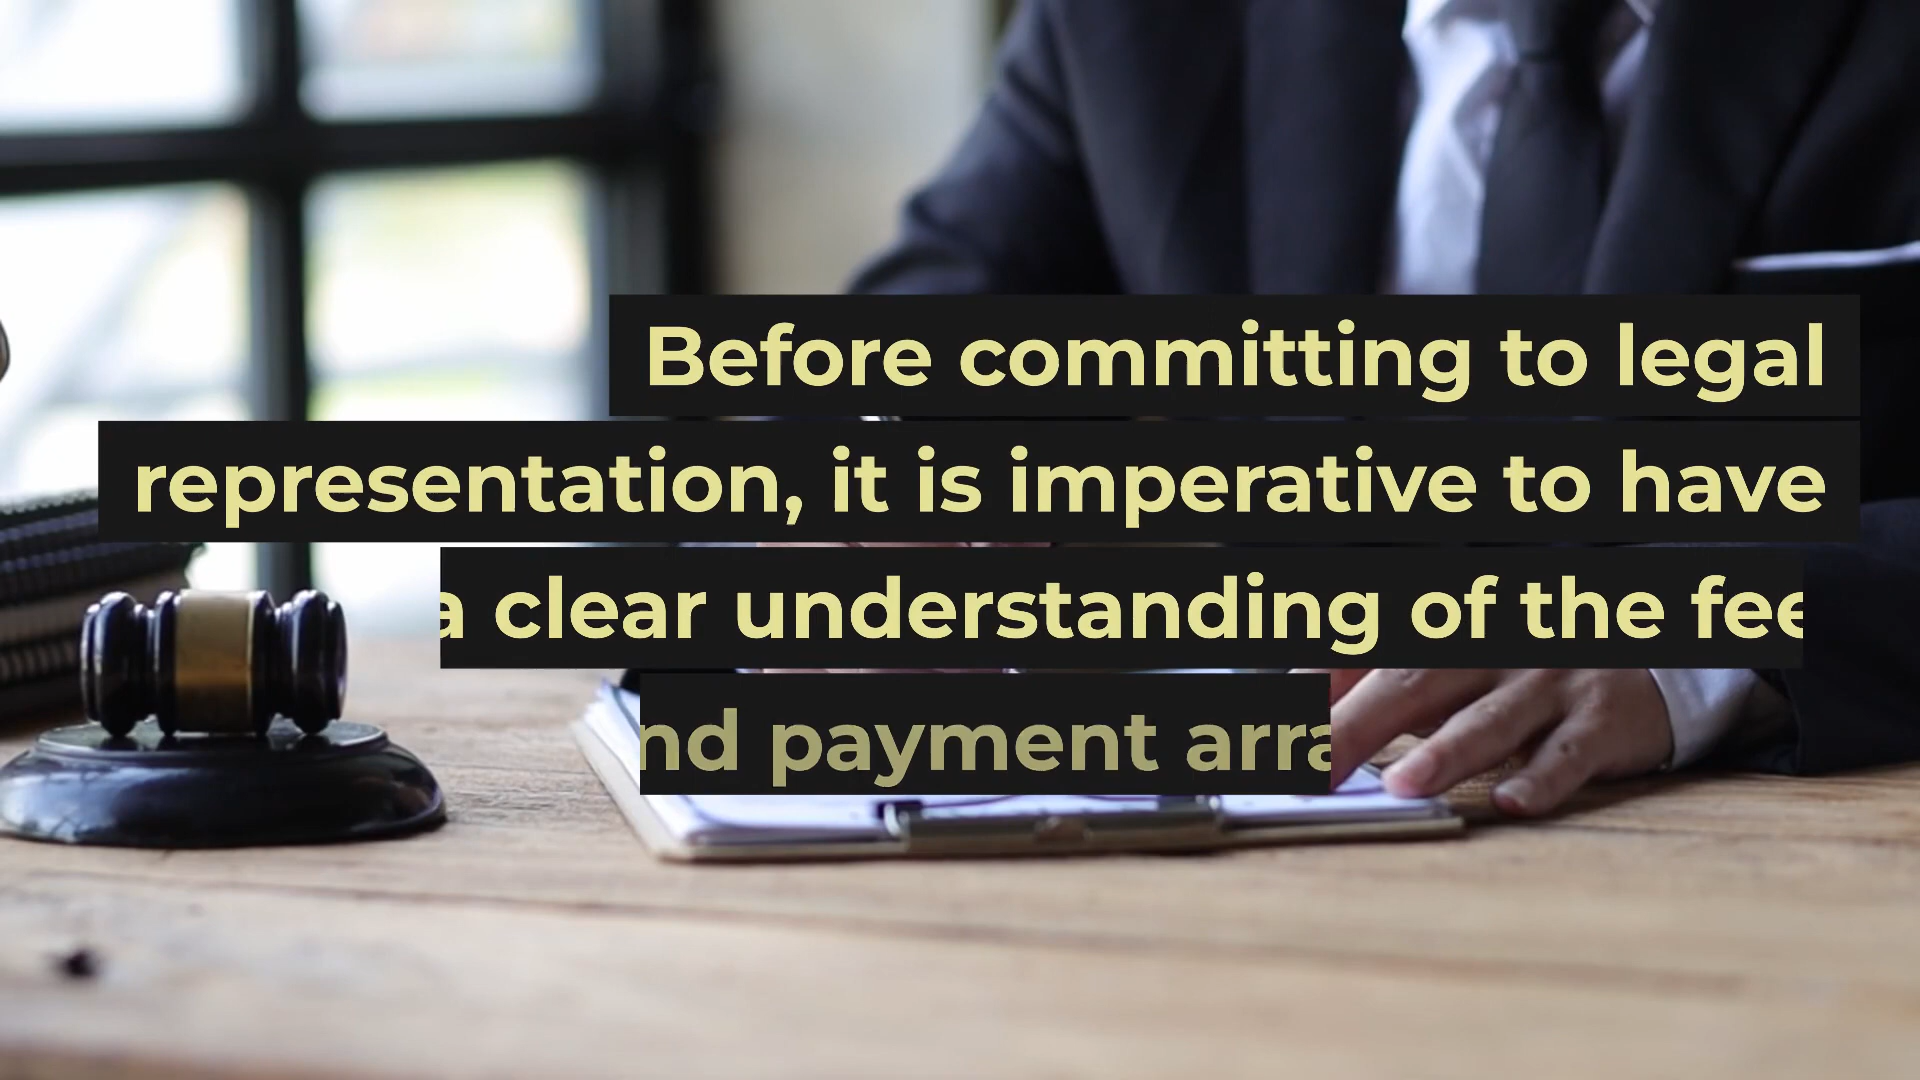 Before committing to legal
representation, it is imperative to have
a clear understanding of the fee
nd payment arra